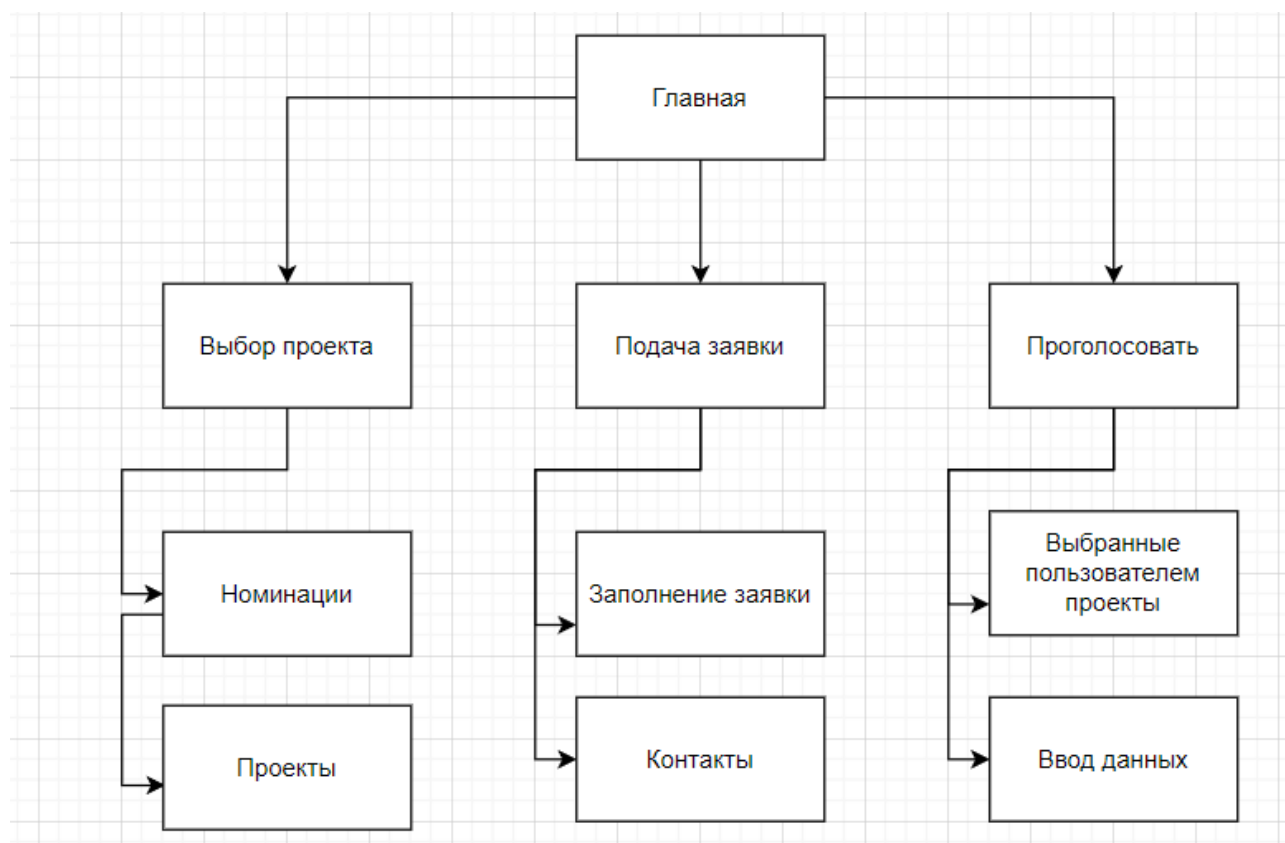 Главная
Выбор проекта
Подача заявки
Проголосовать
Номинации
Заполнение заявки
Выбранные
пользователем
проекты
Проекты
Контакты
Ввод данных